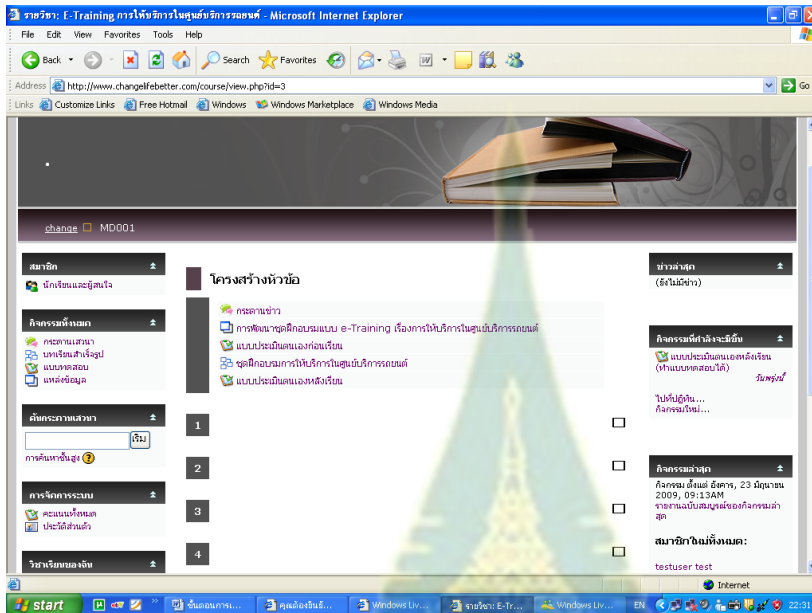 รายวิชา: E-Training การให้บริการในศูนย์บริการรถยนต์ - Microsoft Internet Explorer
File Edit View Favorites Tools Help
Back Search Favorites
Address http://www.changelifebetter.com/course/view.php?id=3 Go
Links Customize Links Free Hotmail Windows Windows Marketplace Windows Media
change MD001
สมาชิก
นักเรียนและผู้สนใจ
กิจกรรมทั้งหมด
กระดานเสวนา
บทเรียนสำเร็จรูป
แบบทดสอบ
แหล่งข้อมูล
ค้นกระดานเสวนา
เริ่ม
การค้นหาขั้นสูง ?
การจัดการระบบ
คะแนนทั้งหมด
ประวัติส่วนตัว
วิชาเรียนของฉัน
โครงสร้างหัวข้อ
กระดานข่าว
การพัฒนาชุดฝึกอบรมแบบ e-Training เรื่องการให้บริการในศูนย์บริการรถยนต์
แบบประเมินตนเองก่อนเรียน
ชุดฝึกอบรมการให้บริการในศูนย์บริการรถยนต์
แบบประเมินตนเองหลังเรียน
1
2
3
4
ข่าวล่าสุด
(ยังไม่มีข่าว)
กิจกรรมที่กำลังจะมีขึ้น
แบบประเมินตนเองหลังเรียน
(ทำแบบทดสอบได้)
วันพรุ่งนี้
ไปที่ปฏิทิน...
กิจกรรมใหม่...
กิจกรรมล่าสุด
กิจกรรม ตั้งแต่ อังคาร, 23 มิถุนายน
2009, 09:13AM
รายงานฉบับสมบูรณ์ของกิจกรรมล่า
สุด
สมาชิกใหม่ทั้งหมด:
testuser test
Internet
start ขั้นตอนการ... คุณต้องยืนยั... Windows Liv... รายวิชา: E-Tr... Windows Liv... EN